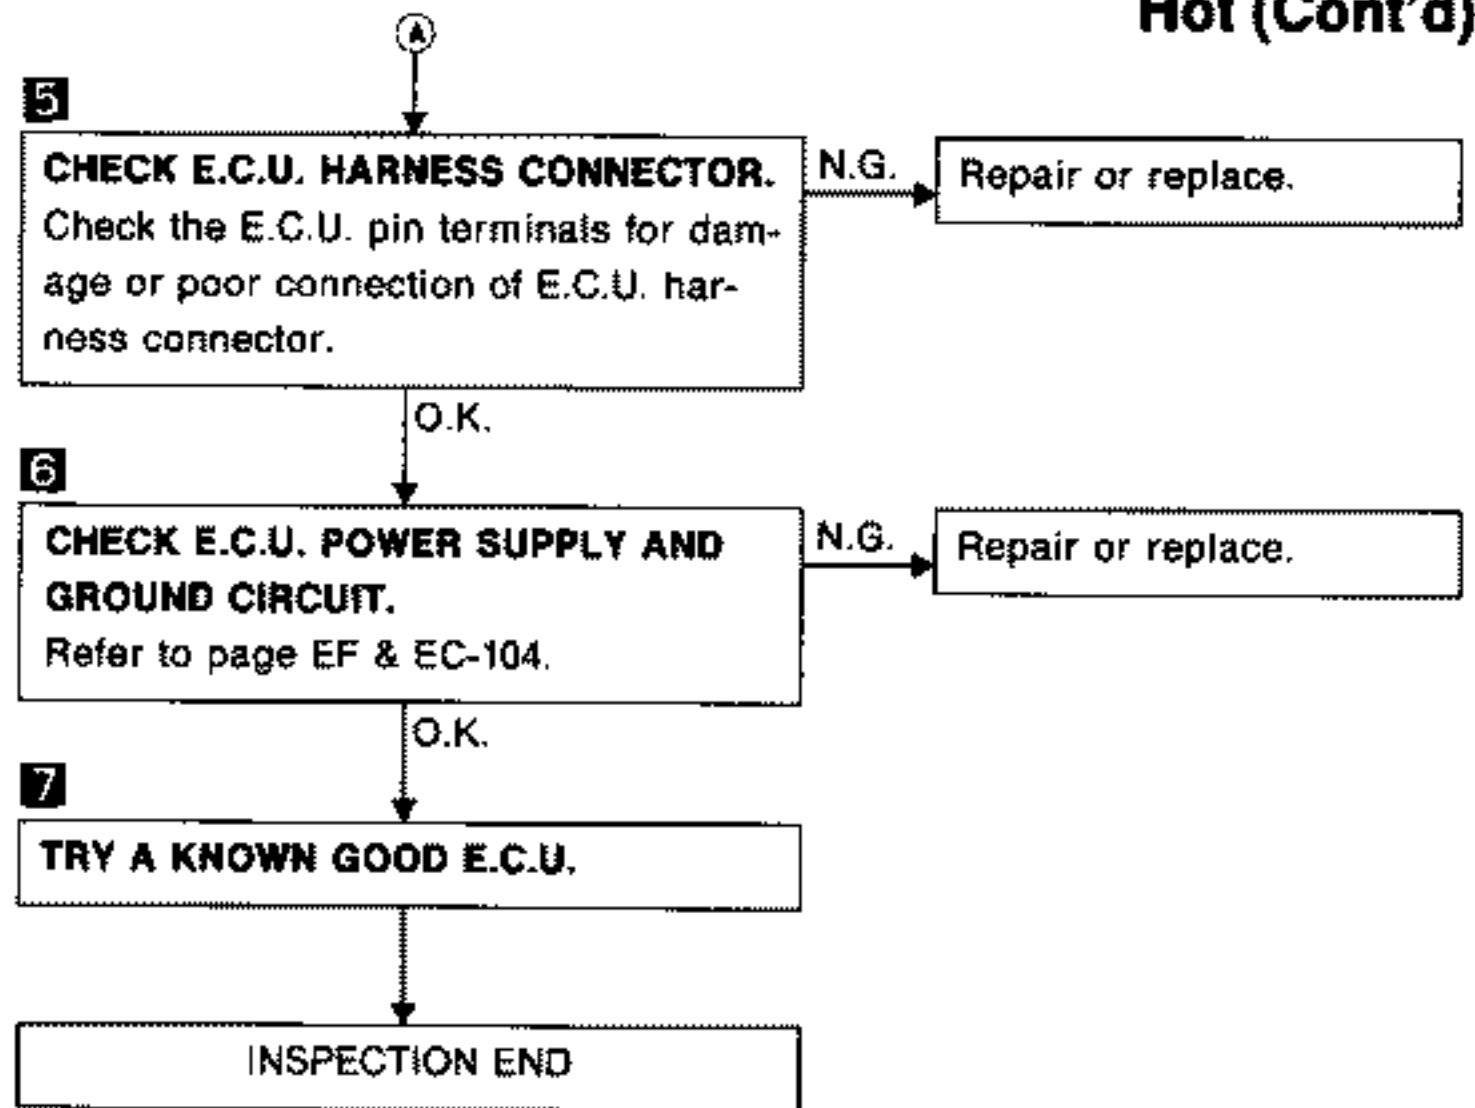 Hot (Cont'd)
A
5
CHECK E.C.U. HARNESS CONNECTOR.
Check the E.C.U. pin terminals for dam-
age or poor connection of E.C.U. har-
ness connector.
N.G.
Repair or replace.
O.K.
6
CHECK E.C.U. POWER SUPPLY AND
GROUND CIRCUIT.
Refer to page EF & EC-104.
N.G.
Repair or replace.
O.K.
7
TRY A KNOWN GOOD E.C.U.
INSPECTION END